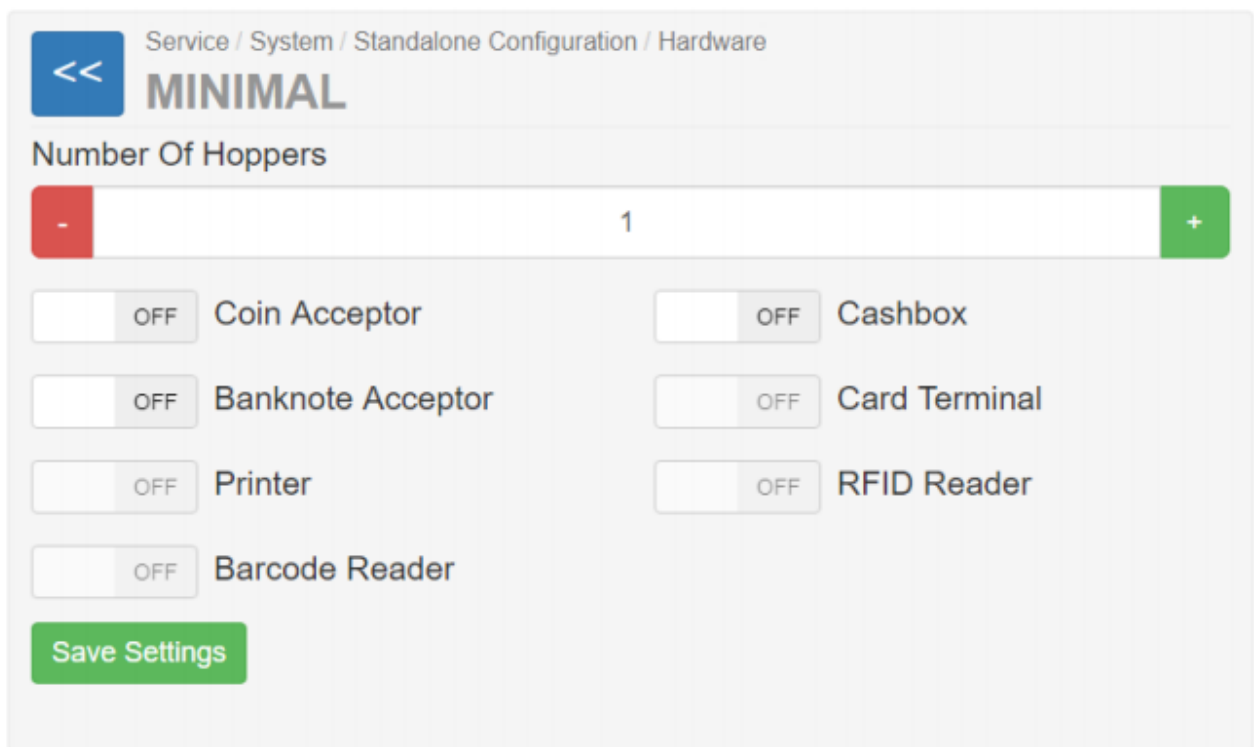 <<
Service / System / Standalone Configuration / Hardware
MINIMAL
Number Of Hoppers
- 1 +
OFF Coin Acceptor OFF Cashbox
OFF Banknote Acceptor OFF Card Terminal
OFF Printer OFF RFID Reader
OFF Barcode Reader
Save Settings